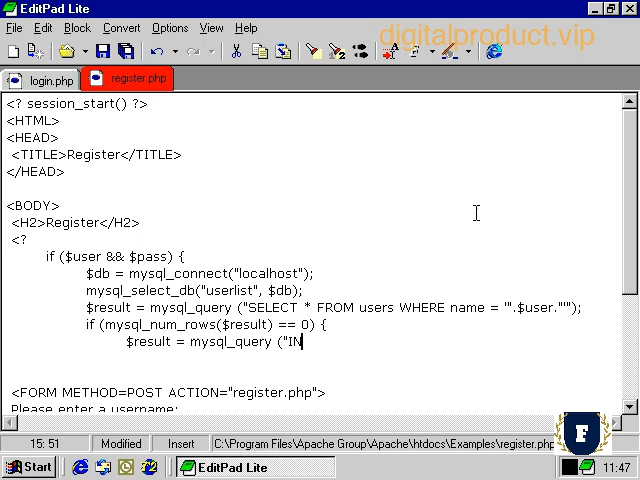 EditPad Lite
digitalproduct.vip
File Edit Block Convert Options View Help
login.php register.php
<? session_start() ?>
<HTML>
<HEAD>
<TITLE>Register</TITLE>
</HEAD>
<BODY>
<H2>Register</H2>
<?
if ($user && $pass) {
$db = mysql_connect("localhost");
mysql_select_db("userlist", $db);
$result = mysql_query ("SELECT * FROM users WHERE name = '".$user."'");
if (mysql_num_rows($result) == 0) {
$result = mysql_query ("IN
<FORM METHOD=POST ACTION="register.php">
Please enter a username:
15: 51 Modified Insert C:\Program Files\Apache Group\Apache\htdocs\Examples\register.php
F
Start EditPad Lite 11:47